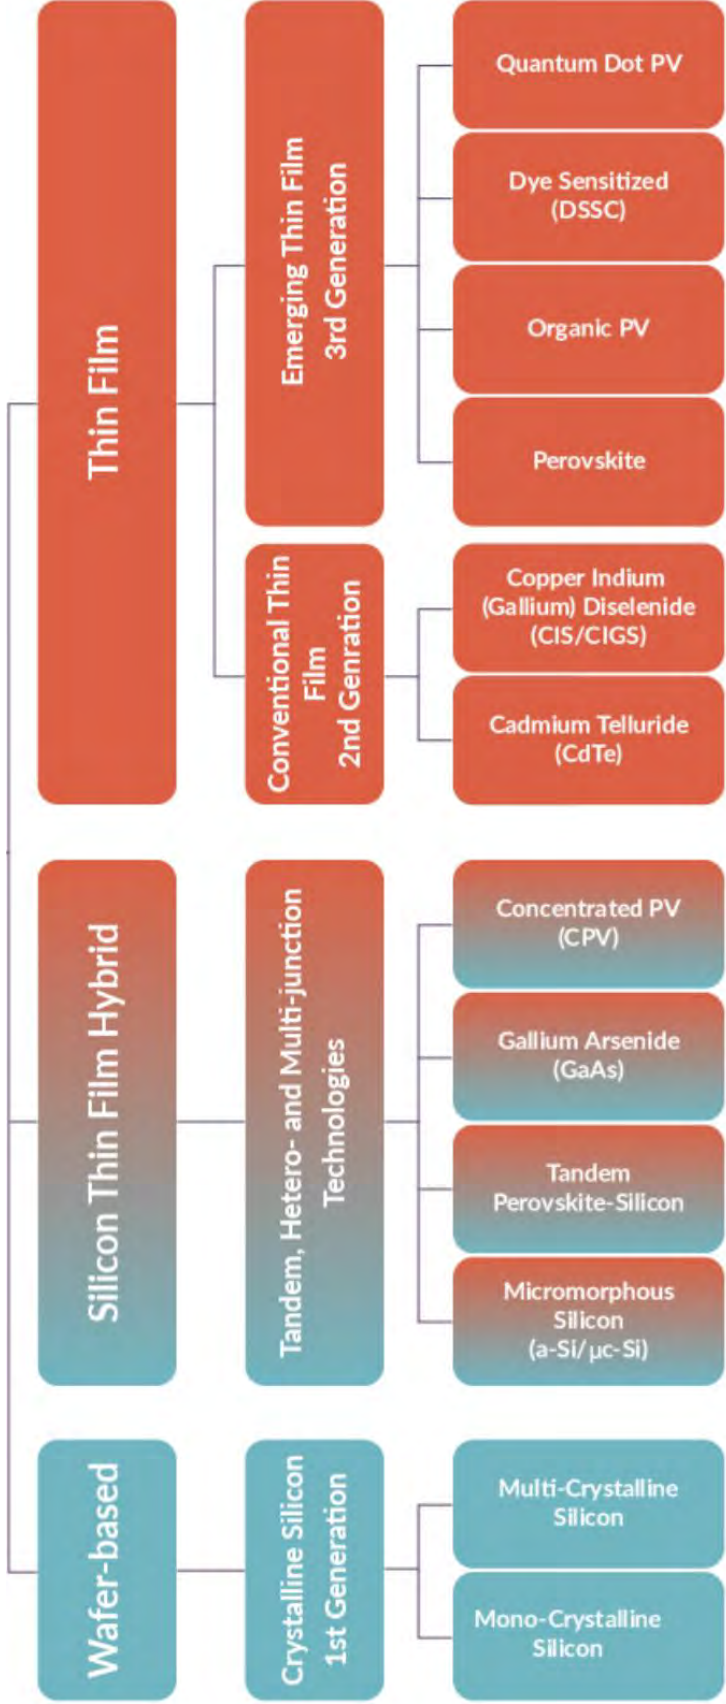 Thin Film
Emerging Thin Film
3rd Generation
Quantum Dot PV
Dye Sensitized
(DSSC)
Organic PV
Perovskite
Conventional Thin
Film
2nd Genration
Copper Indium
(Gallium) Diselenide
(CIS/CIGS)
Cadmium Telluride
(CdTe)
Silicon Thin Film Hybrid
Tandem, Hetero- and Multi-junction
Technologies
Concentrated PV
(CPV)
Gallium Arsenide
(GaAs)
Tandem
Perovskite-Silicon
Micromorphous
Silicon
(a-Si/μc-Si)
Wafer-based
Crystalline Silicon
1st Generation
Multi-Crystalline
Silicon
Mono-Crystalline
Silicon